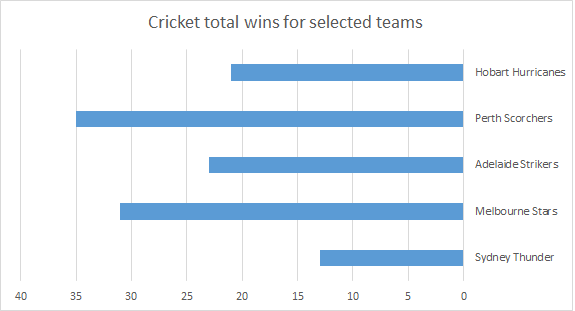 Cricket total wins for selected teams
Hobart Hurricanes
Perth Scorchers
Adelaide Strikers
Melbourne Stars
Sydney Thunder
40 35 30 25 20 15 10 5 0